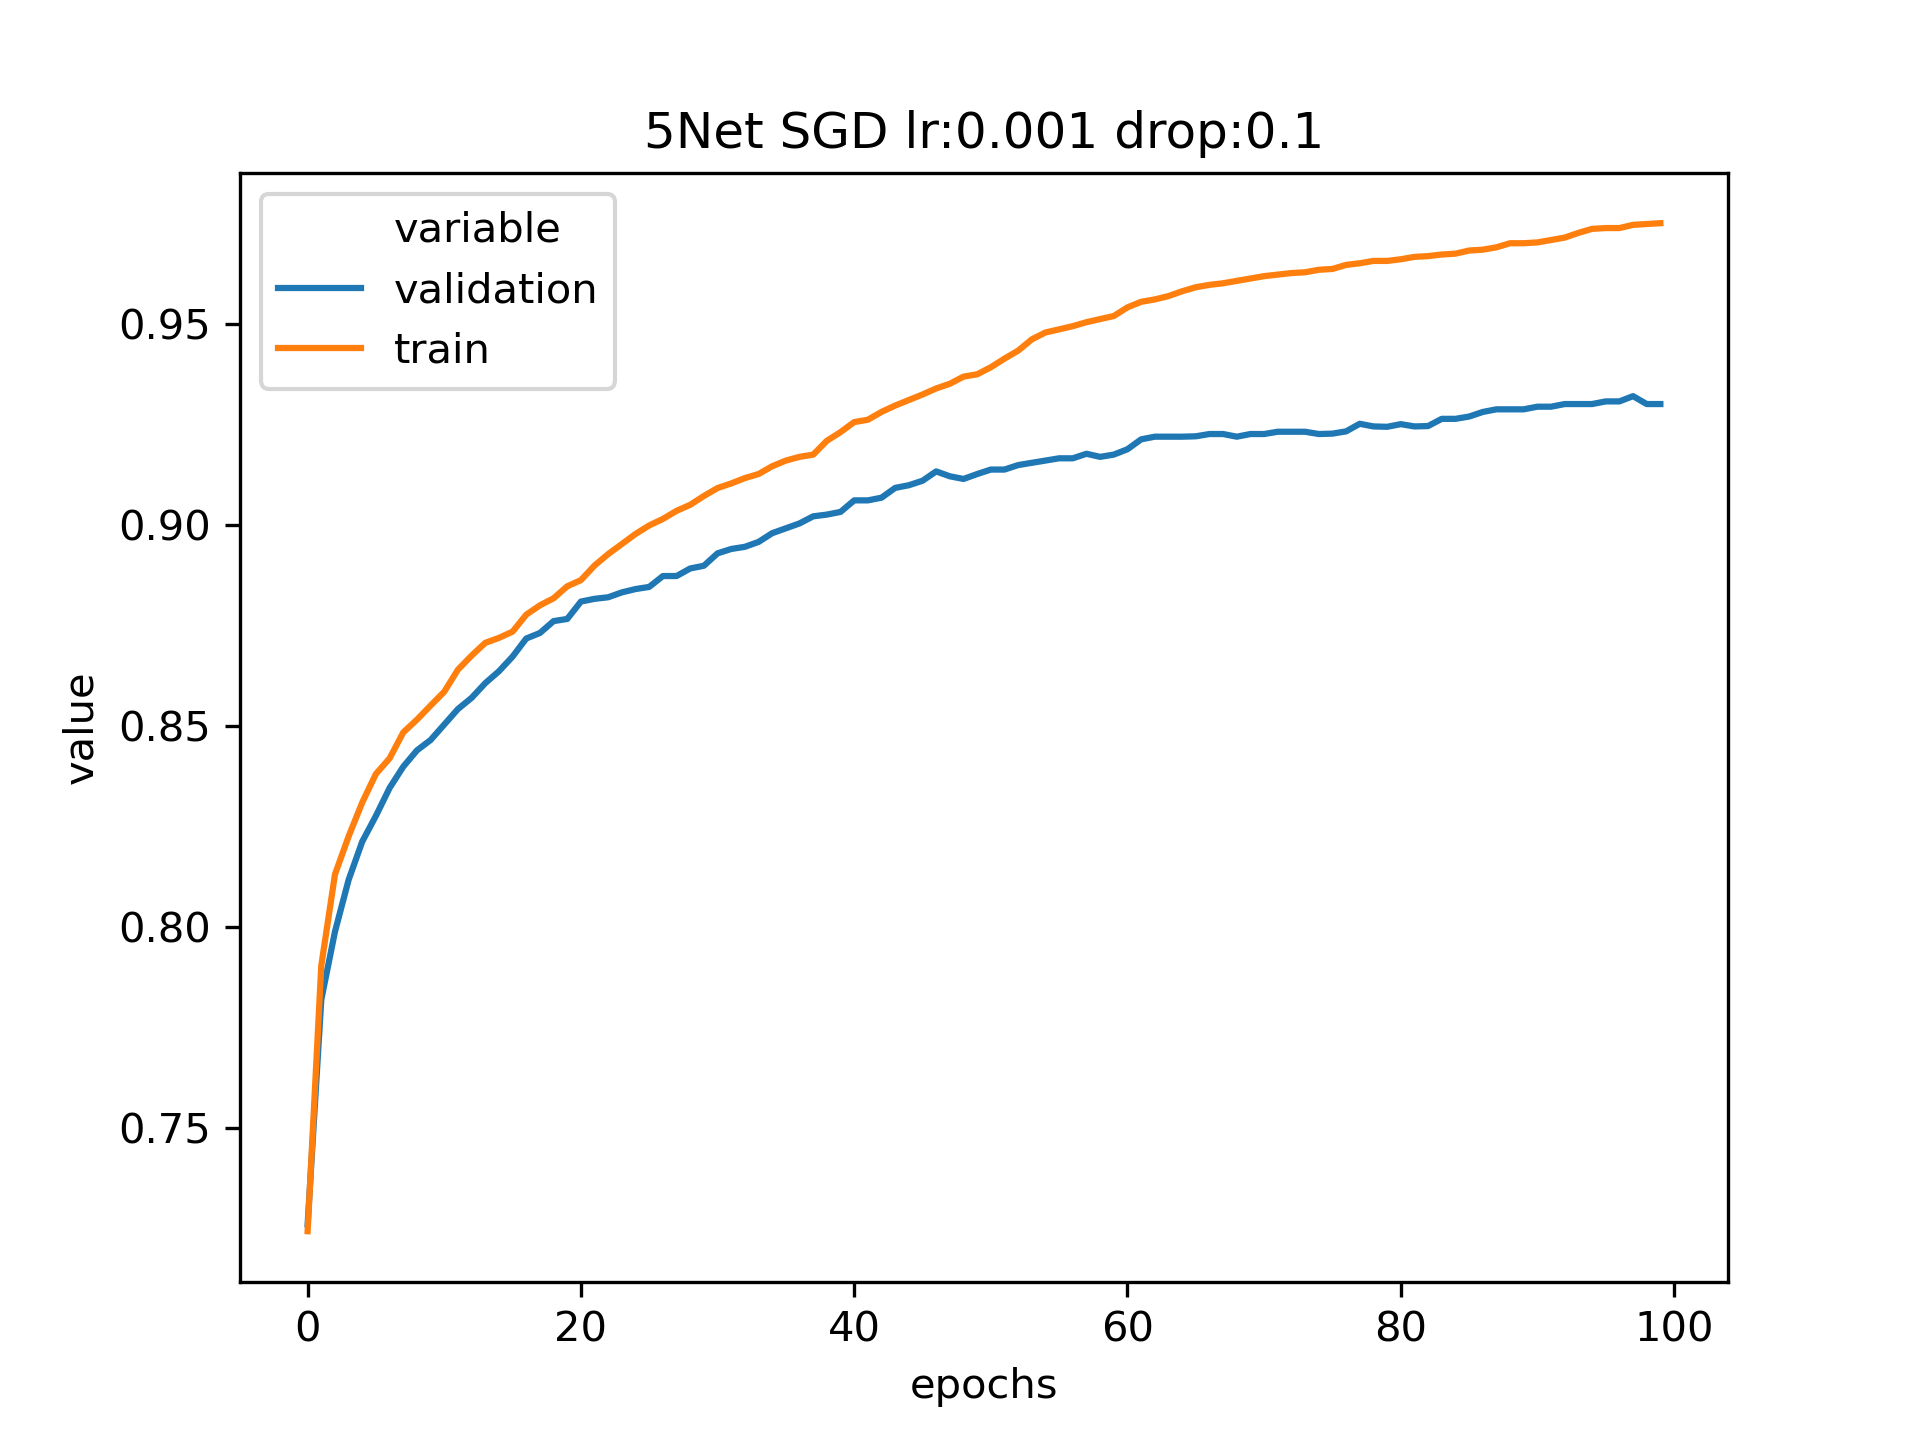 5Net SGD lr:0.001 drop:0.1
variable
validation
train
value
0.95
0.90
0.85
0.80
0.75
0 20 40 60 80 100
epochs